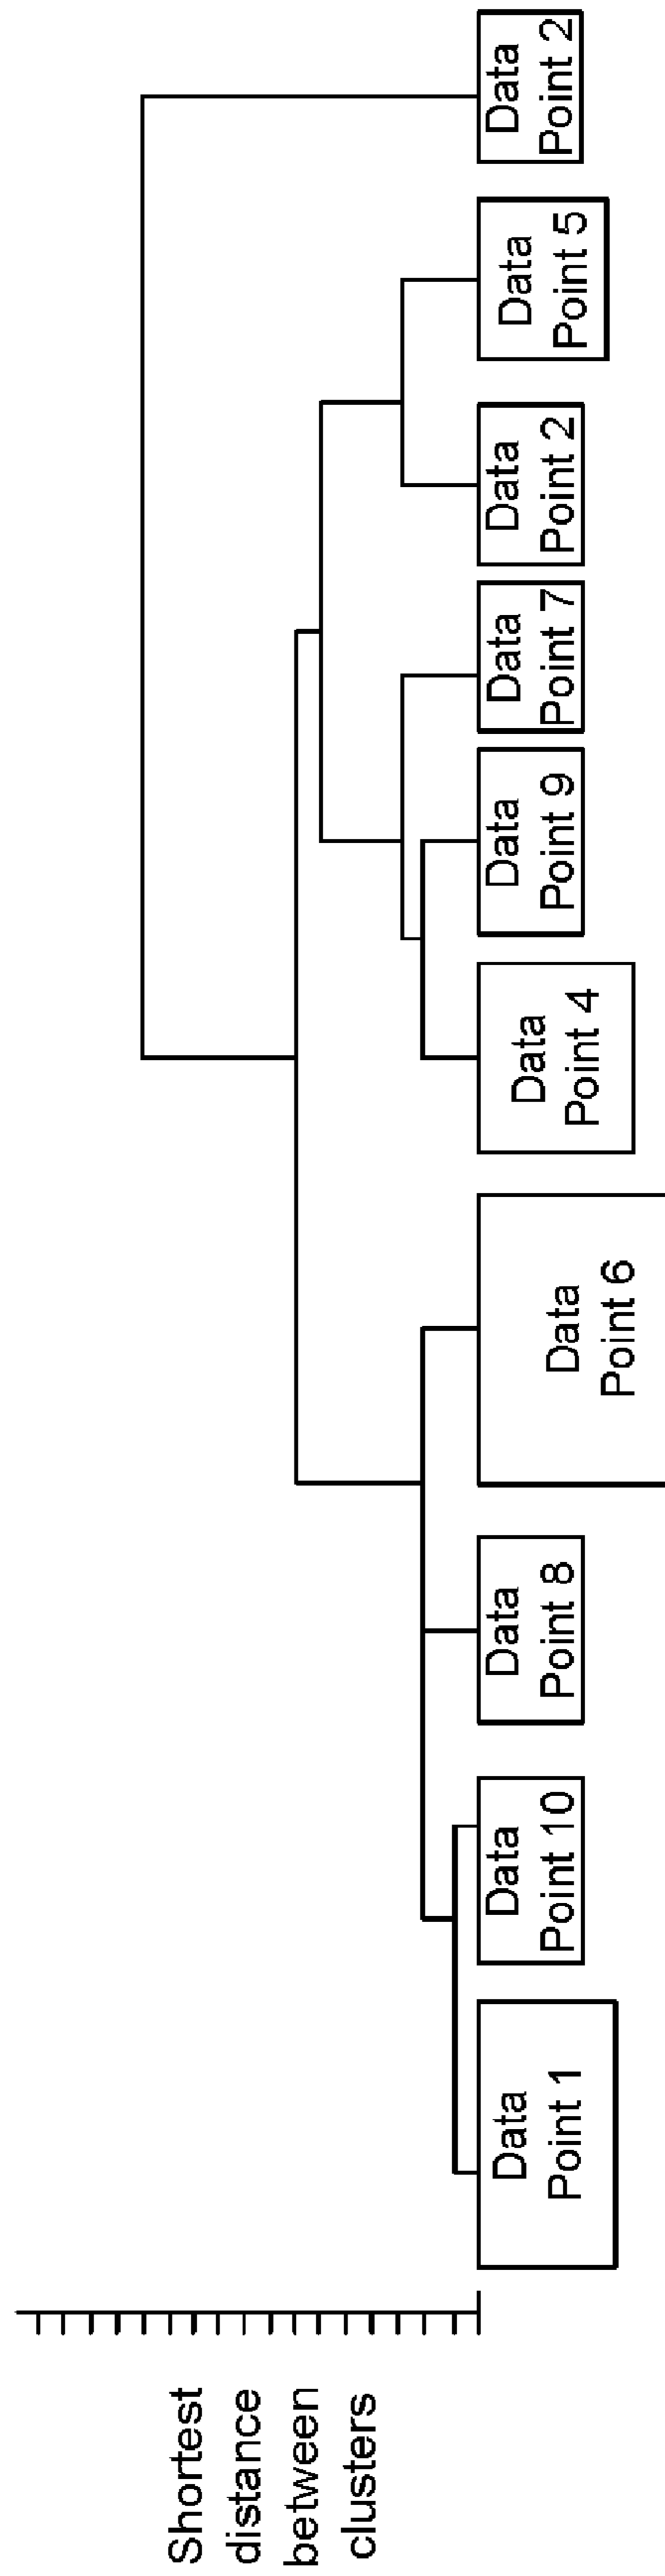 Shortest
distance
between
clusters
Data
Point 1
Data
Point 10
Data
Point 8
Data
Point 6
Data
Point 4
Data
Point 9
Data
Point 7
Data
Point 2
Data
Point 5
Data
Point 2